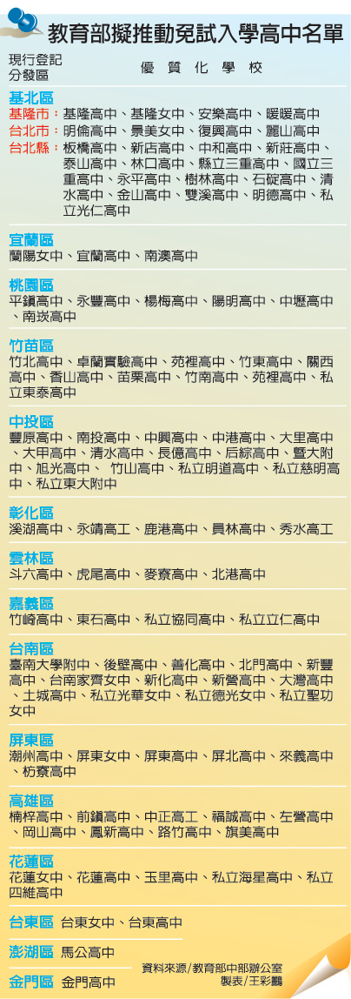 教育部擬推動免試入學高中名單
現行登記
分發區
優質化學校
基北區
基隆市：基隆高中、基隆女中、安樂高中、暖暖高中
台北市：明倫高中、景美女中、復興高中、麗山高中
台北縣：板橋高中、新店高中、中和高中、新莊高中、
泰山高中、林口高中、縣立三重高中、國立三
重高中、永平高中、樹林高中、石碇高中、清
水高中、金山高中、雙溪高中、明德高中、私
立光仁高中
宜蘭區
蘭陽女中、宜蘭高中、南澳高中
桃園區
平鎮高中、永豐高中、楊梅高中、陽明高中、中壢高中
、南崁高中
竹苗區
竹北高中、卓蘭實驗高中、苑裡高中、竹東高中、關西
高中、香山高中、苗栗高中、竹南高中、苑裡高中、私
立東泰高中
中投區
豐原高中、南投高中、中興高中、中港高中、大里高中
、大甲高中、清水高中、長億高中、后綜高中、暨大附
中、旭光高中、 竹山高中、私立明道高中、私立慈明高
中、私立東大附中
彰化區
溪湖高中、永靖高工、鹿港高中、員林高中、秀水高工
雲林區
斗六高中、虎尾高中、麥寮高中、北港高中
嘉義區
竹崎高中、東石高中、私立協同高中、私立立仁高中
台南區
臺南大學附中、後壁高中、善化高中、北門高中、新豐
高中、台南家齊女中、新化高中、新營高中、大灣高中
、土城高中、私立光華女中、私立德光女中、私立聖功
女中
屏東區
潮州高中、屏東女中、屏東高中、屏北高中、來義高中
、枋寮高中
高雄區
楠梓高中、前鎮高中、中正高工、福誠高中、左營高中
、岡山高中、鳳新高中、路竹高中、旗美高中
花蓮區
花蓮女中、花蓮高中、玉里高中、私立海星高中、私立
四維高中
台東區 台東女中、台東高中
澎湖區 馬公高中
金門區 金門高中
資料來源/教育部中部辦公室
製表/王彩鸝